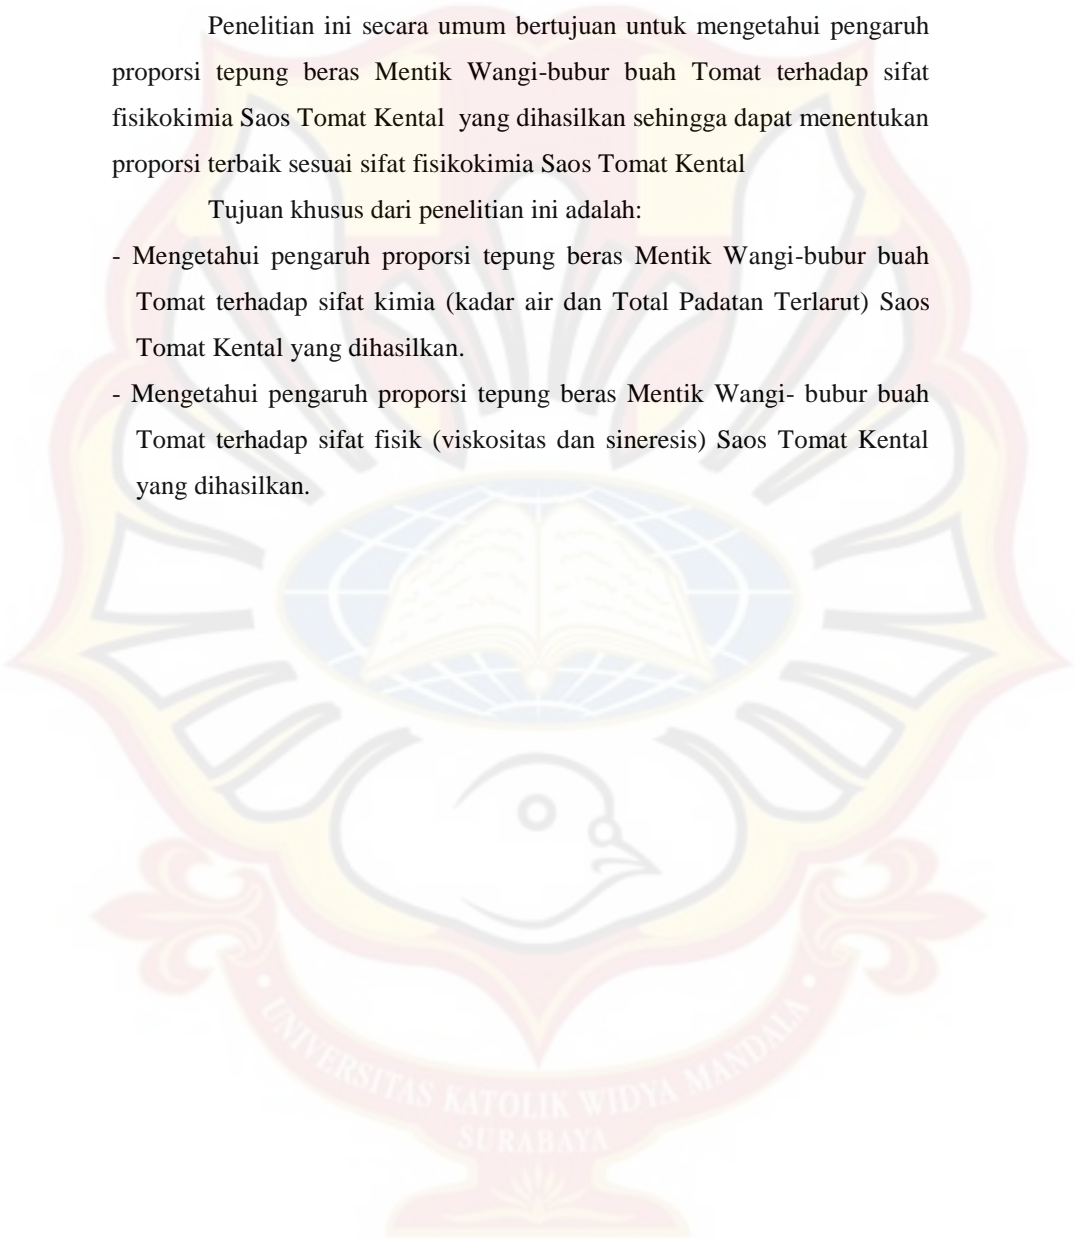 Penelitian ini secara umum bertujuan untuk mengetahui pengaruh
proporsi tepung beras Mentik Wangi-bubur buah Tomat terhadap sifat
fisikokimia Saos Tomat Kental yang dihasilkan sehingga dapat menentukan
proporsi terbaik sesuai sifat fisikokimia Saos Tomat Kental
Tujuan khusus dari penelitian ini adalah:
- Mengetahui pengaruh proporsi tepung beras Mentik Wangi-bubur buah
Tomat terhadap sifat kimia (kadar air dan Total Padatan Terlarut) Saos
Tomat Kental yang dihasilkan.
- Mengetahui pengaruh proporsi tepung beras Mentik Wangi- bubur buah
Tomat terhadap sifat fisik (viskositas dan sineresis) Saos Tomat Kental
yang dihasilkan.
UNIVERSITAS KATOLIK WIDYA MANDALA
SURABAYA